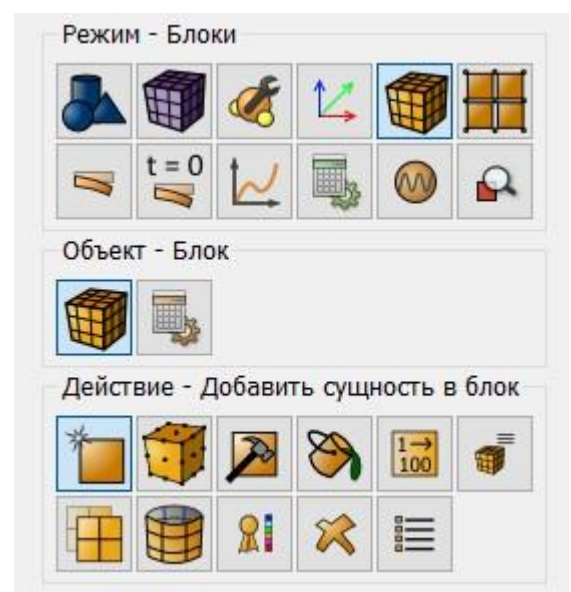 Режим - Блоки
t = 0
Объект - Блок
Действие - Добавить сущность в блок
1→
100